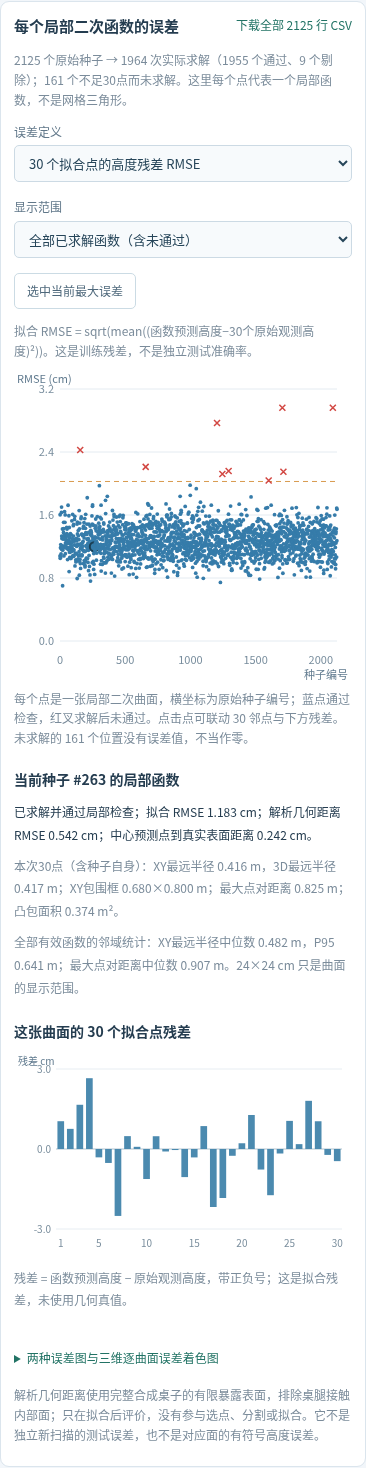 每个局部二次函数的误差
下载全部 2125 行 CSV
2125 个原始种子 → 1964 次实际求解（1955 个通过、9 个剔
除）；161 个不足30点而未求解。这里每个点代表一个局部函
数，不是网格三角形。
误差定义
30 个拟合点的高度残差 RMSE
显示范围
全部已求解函数（含未通过）
选中当前最大误差
拟合 RMSE = sqrt(mean((函数预测高度−30个原始观测高
度)²))。这是训练残差，不是独立测试准确率。
RMSE (cm)
3.2
2.4
1.6
0.8
0.0
0 500 1000 1500 2000
种子编号
每个点是一张局部二次曲面，横坐标为原始种子编号；蓝点通过
检查，红叉求解后未通过。点击点可联动 30 邻点与下方残差。
未求解的 161 个位置没有误差值，不当作零。
当前种子 #263 的局部函数
已求解并通过局部检查；拟合 RMSE 1.183 cm；解析几何距离
RMSE 0.542 cm；中心预测点到真实表面距离 0.242 cm。
本次30点（含种子自身）：XY最远半径 0.416 m，3D最远半径
0.417 m；XY包围框 0.680×0.800 m；最大点对距离 0.825 m；
凸包面积 0.374 m²。
全部有效函数的邻域统计：XY最远半径中位数 0.482 m，P95
0.641 m；最大点对距离中位数 0.907 m。24×24 cm 只是曲面
的显示范围。
这张曲面的 30 个拟合点残差
残差 cm
3.0
0.0
-3.0
1 5 10 15 20 25 30
残差 = 函数预测高度 − 原始观测高度，带正负号；这是拟合残
差，未使用几何真值。
▶ 两种误差图与三维逐曲面误差着色图
解析几何距离使用完整合成桌子的有限暴露表面，排除桌腿接触
内部面；只在拟合后评价，没有参与选点、分割或拟合。它不是
独立新扫描的测试误差，也不是对应面的有符号高度误差。